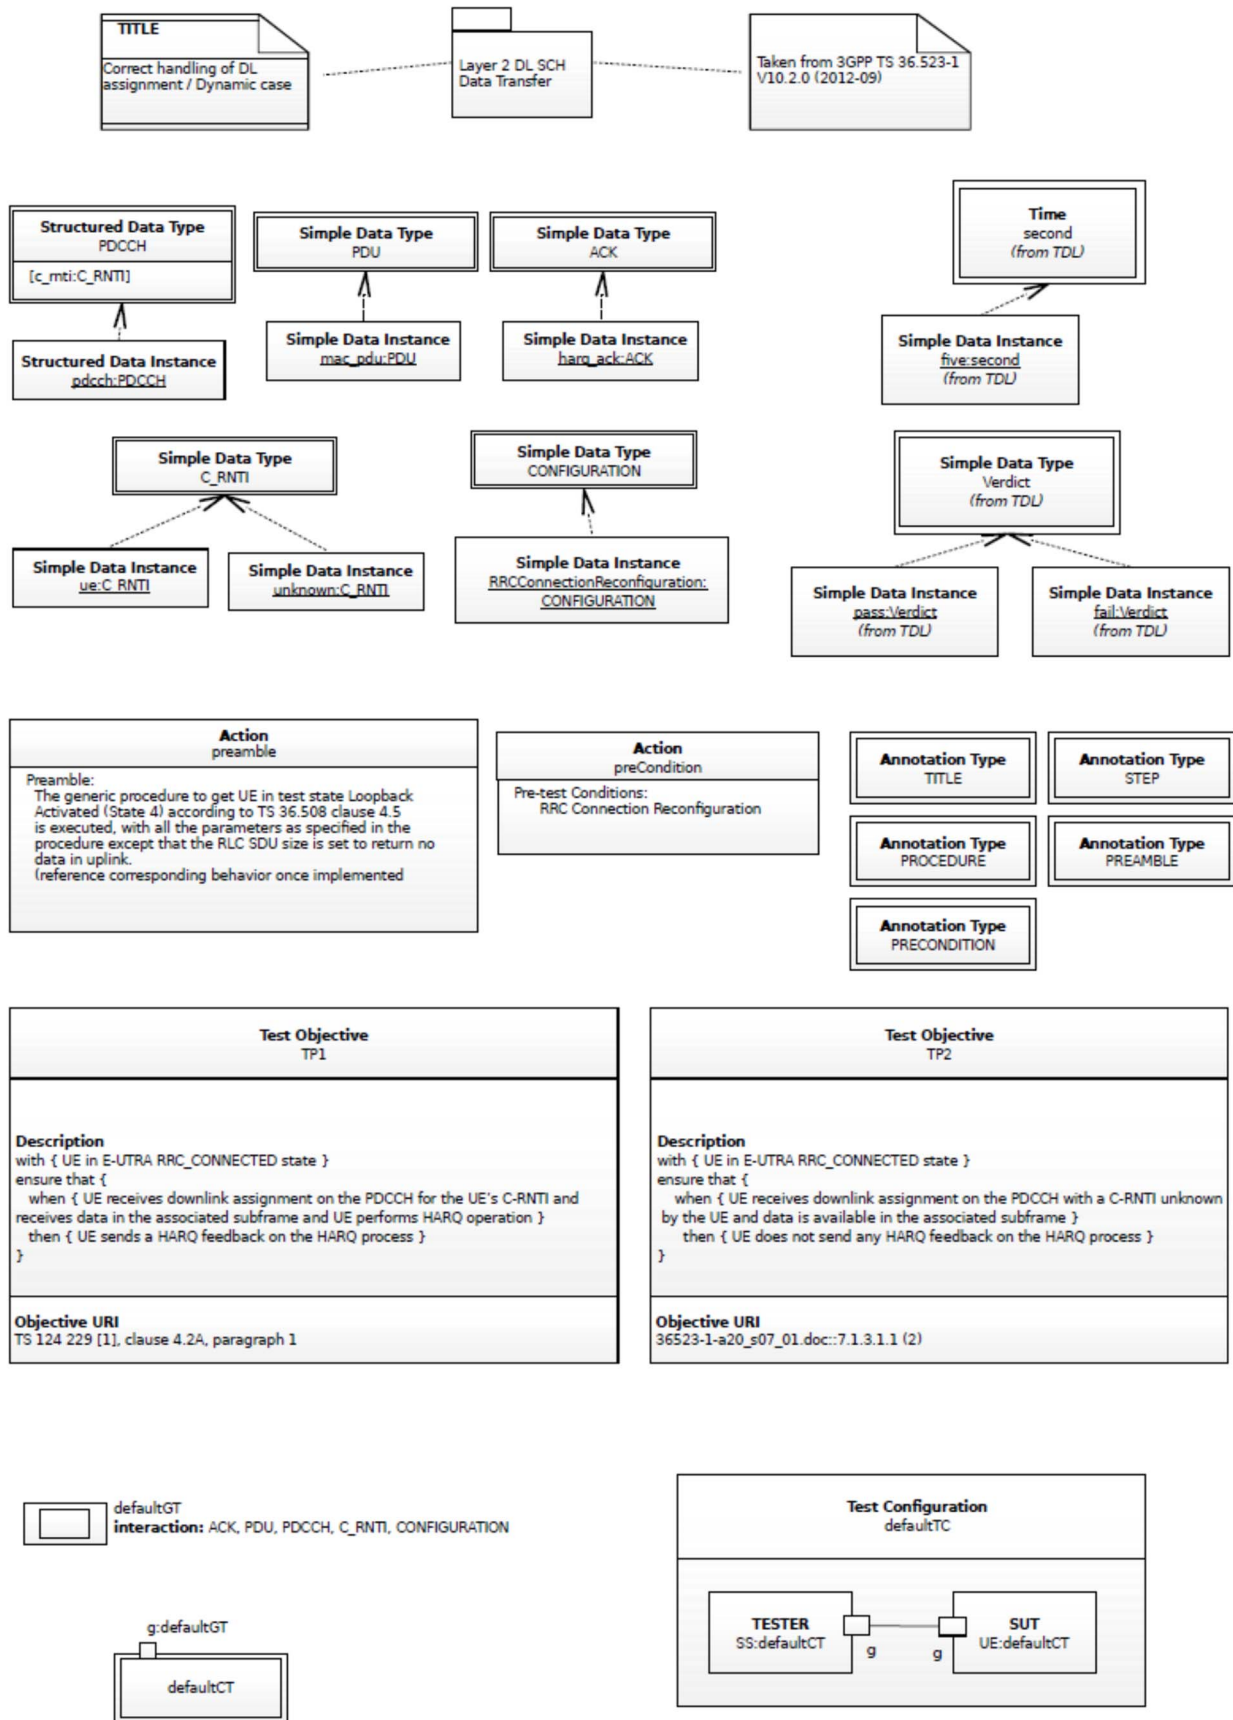 TITLE
Correct handling of DL
assignment / Dynamic case
Layer 2 DL SCH
Data Transfer
Taken from 3GPP TS 36.523-1
V10.2.0 (2012-09)
Structured Data Type
PDCCH
[c_rnti:C_RNTI]
Simple Data Type
PDU
Simple Data Type
ACK
Time
second
(from TDL)
Structured Data Instance
pdcch:PDCCH
Simple Data Instance
mac_pdu:PDU
Simple Data Instance
harq_ack:ACK
Simple Data Instance
five:second
(from TDL)
Simple Data Type
C_RNTI
Simple Data Type
CONFIGURATION
Simple Data Type
Verdict
(from TDL)
Simple Data Instance
ue:C_RNTI
Simple Data Instance
unknown:C_RNTI
Simple Data Instance
RRCConnectionReconfiguration:
CONFIGURATION
Simple Data Instance
pass:Verdict
(from TDL)
Simple Data Instance
fail:Verdict
(from TDL)
Action
preamble
Preamble:
The generic procedure to get UE in test state Loopback
Activated (State 4) according to TS 36.508 clause 4.5
is executed, with all the parameters as specified in the
procedure except that the RLC SDU size is set to return no
data in uplink.
(reference corresponding behavior once implemented
Action
preCondition
Pre-test Conditions:
RRC Connection Reconfiguration
Annotation Type
TITLE
Annotation Type
STEP
Annotation Type
PROCEDURE
Annotation Type
PREAMBLE
Annotation Type
PRECONDITION
Test Objective
TP1
Description
with { UE in E-UTRA RRC_CONNECTED state }
ensure that {
when { UE receives downlink assignment on the PDCCH for the UE's C-RNTI and
receives data in the associated subframe and UE performs HARQ operation }
then { UE sends a HARQ feedback on the HARQ process }
}
Objective URI
TS 124 229 [1], clause 4.2A, paragraph 1
Test Objective
TP2
Description
with { UE in E-UTRA RRC_CONNECTED state }
ensure that {
when { UE receives downlink assignment on the PDCCH with a C-RNTI unknown
by the UE and data is available in the associated subframe }
then { UE does not send any HARQ feedback on the HARQ process }
}
Objective URI
36523-1-a20_s07_01.doc::7.1.3.1.1 (2)
defaultGT
interaction: ACK, PDU, PDCCH, C_RNTI, CONFIGURATION
g:defaultGT
defaultCT
Test Configuration
defaultTC
TESTER
SS:defaultCT
g
g
SUT
UE:defaultCT